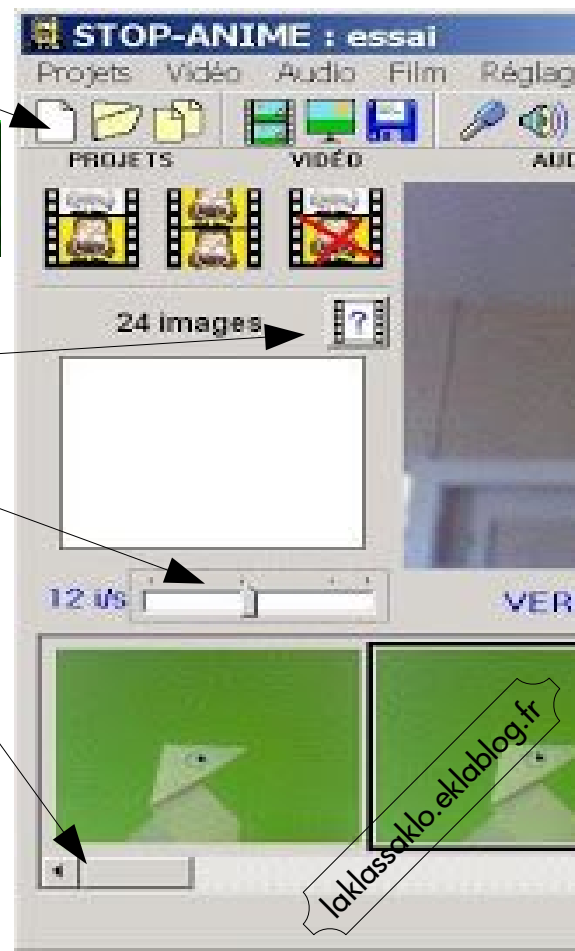 STOP-ANIME : essai
Projets Vidéo Audio Film Réglag
PROJETS VIDÉO AUD
24 images
?
12 i/s
VER
laklassaklo.eklablog.fr